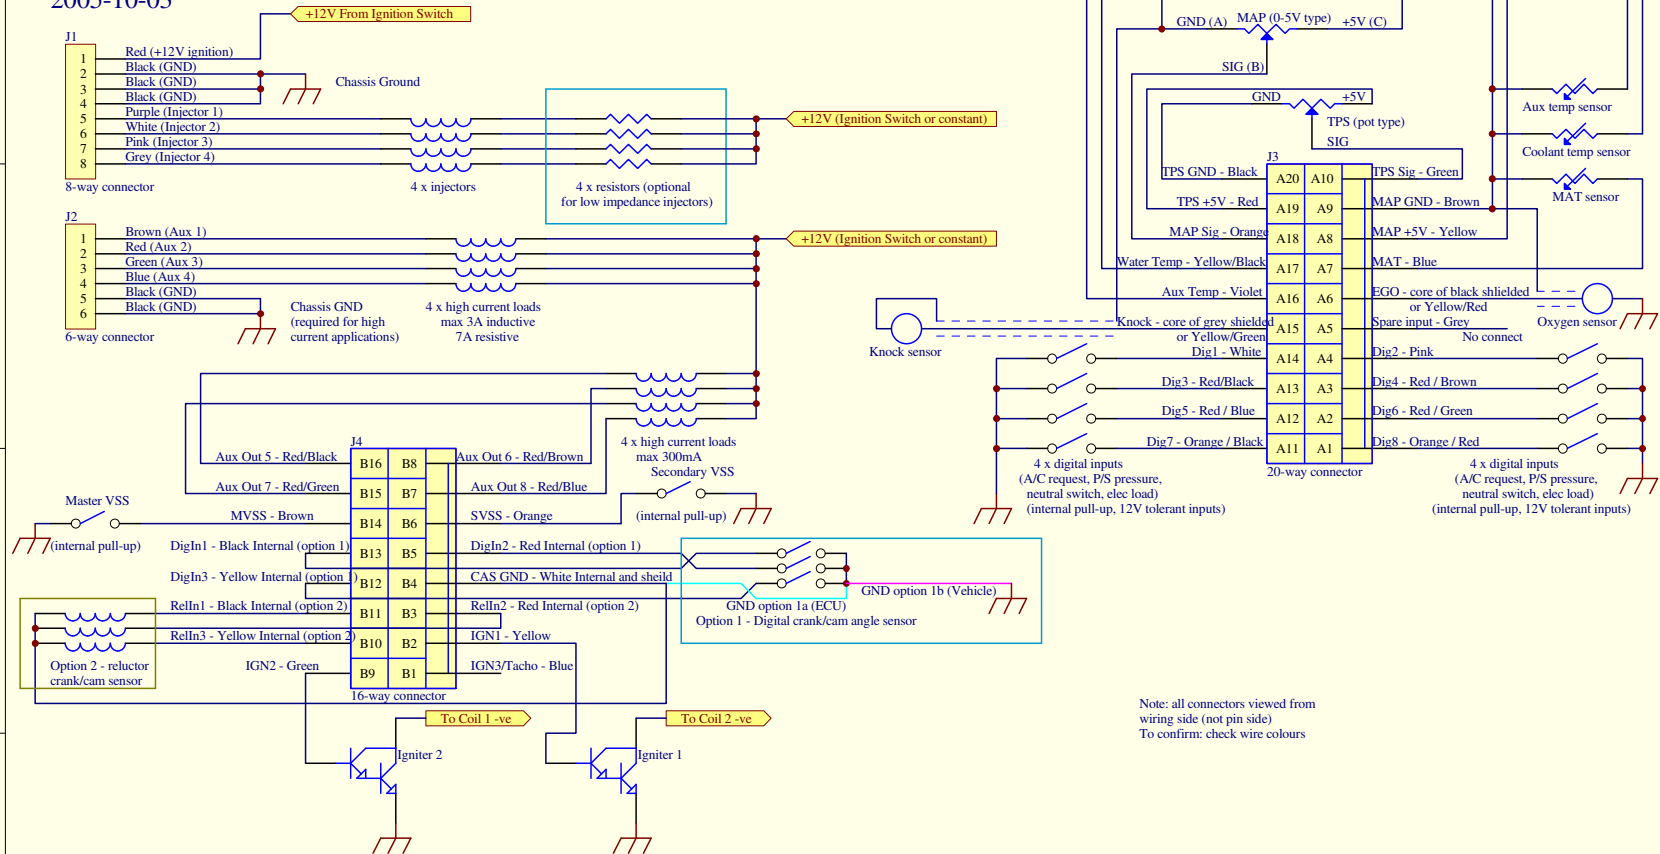 2005-10-05
+12V From Ignition Switch
J1
1 Red (+12V ignition)
2 Black (GND)
3 Black (GND)
4 Black (GND)
5 Purple (Injector 1)
6 White (Injector 2)
7 Pink (Injector 3)
8 Grey (Injector 4)
8-way connector
Chassis Ground
4 x injectors
4 x resistors (optional
for low impedance injectors)
+12V (Ignition Switch or constant)
J2
1 Brown (Aux 1)
2 Red (Aux 2)
3 Green (Aux 3)
4 Blue (Aux 4)
5 Black (GND)
6 Black (GND)
6-way connector
Chassis GND
(required for high
current applications)
4 x high current loads
max 3A inductive
7A resistive
+12V (Ignition Switch or constant)
4 x high current loads
max 300mA
Secondary VSS
(internal pull-up)
Master VSS
(internal pull-up)
J4
Aux Out 5 - Red/Black B16 B8 Aux Out 6 - Red/Brown
Aux Out 7 - Red/Green B15 B7 Aux Out 8 - Red/Blue
MVSS - Brown B14 B6 SVSS - Orange
DigIn1 - Black Internal (option 1) B13 B5 DigIn2 - Red Internal (option 1)
DigIn3 - Yellow Internal (option 1) B12 B4 CAS GND - White Internal and sheild
RelIn1 - Black Internal (option 2) B11 B3 RelIn2 - Red Internal (option 2)
RelIn3 - Yellow Internal (option 2) B10 B2 IGN1 - Yellow
IGN2 - Green B9 B1 IGN3/Tacho - Blue
16-way connector
Option 2 - reluctor
crank/cam sensor
GND option 1b (Vehicle)
GND option 1a (ECU)
Option 1 - Digital crank/cam angle sensor
To Coil 1 -ve
Igniter 2
To Coil 2 -ve
Igniter 1
GND (A) MAP (0-5V type) +5V (C)
SIG (B)
GND +5V
TPS (pot type)
SIG
Aux temp sensor
Coolant temp sensor
MAT sensor
J3
TPS GND - Black A20 A10 TPS Sig - Green
TPS +5V - Red A19 A9 MAP GND - Brown
MAP Sig - Orange A18 A8 MAP +5V - Yellow
Water Temp - Yellow/Black A17 A7 MAT - Blue
Aux Temp - Violet A16 A6 EGO - core of black shlielded
or Yellow/Red
Knock - core of grey shielded A15 A5 Spare input - Grey
or Yellow/Green
No connect
Dig1 - White A14 A4 Dig2 - Pink
Dig3 - Red/Black A13 A3 Dig4 - Red / Brown
Dig5 - Red / Blue A12 A2 Dig6 - Red / Green
Dig7 - Orange / Black A11 A1 Dig8 - Orange / Red
20-way connector
Knock sensor
Oxygen sensor
4 x digital inputs
(A/C request, P/S pressure,
neutral switch, elec load)
(internal pull-up, 12V tolerant inputs)
4 x digital inputs
(A/C request, P/S pressure,
neutral switch, elec load)
(internal pull-up, 12V tolerant inputs)
Note: all connectors viewed from
wiring side (not pin side)
To confirm: check wire colours